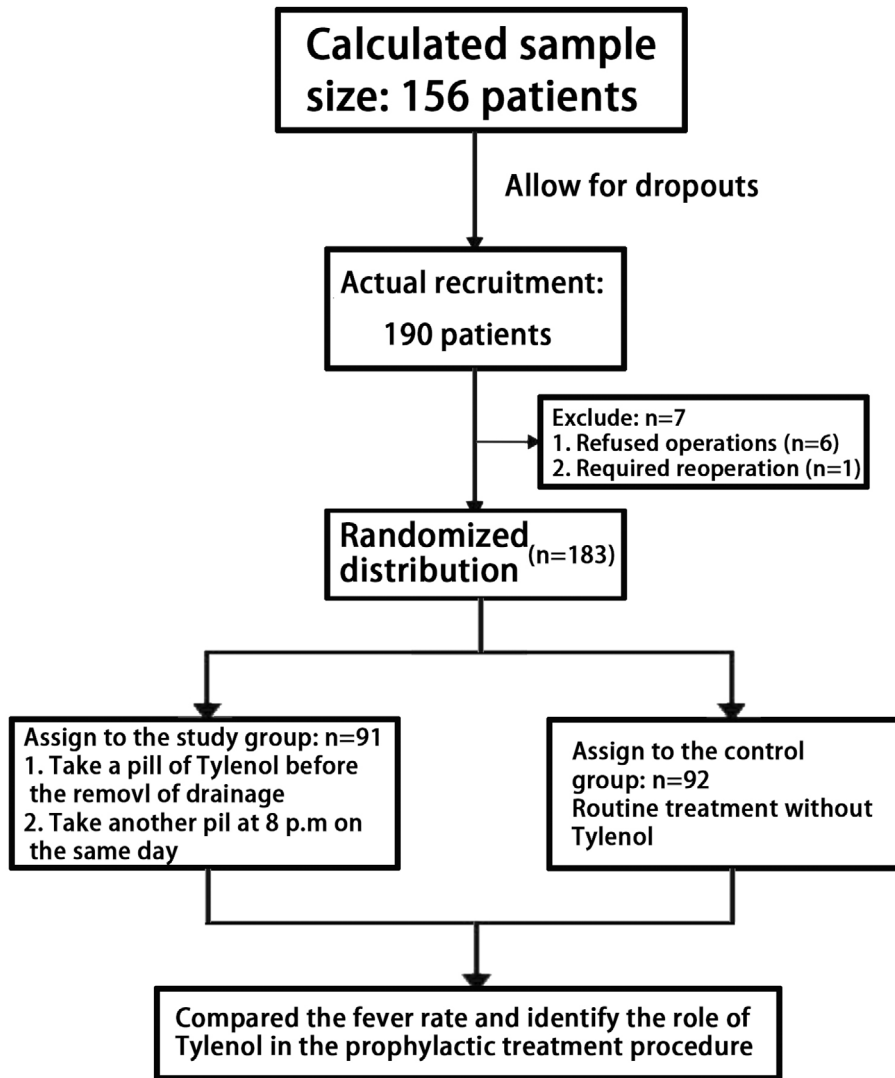 Calculated sample
size: 156 patients
Allow for dropouts
Actual recruitment:
190 patients
Exclude: n=7
1. Refused operations (n=6)
2. Required reoperation (n=1)
Randomized
distribution (n=183)
Assign to the study group: n=91
1. Take a pill of Tylenol before
the removl of drainage
2. Take another pil at 8 p.m on
the same day
Assign to the control
group: n=92
Routine treatment without
Tylenol
Compared the fever rate and identify the role of
Tylenol in the prophylactic treatment procedure